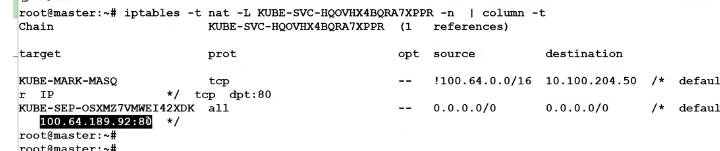 root@master:~# iptables -t nat -L KUBE-SVC-HQOVHX4BQRA7XPPR -n | column -t
Chain KUBE-SVC-HQOVHX4BQRA7XPPR (1 references)
target prot opt source destination
KUBE-MARK-MASQ tcp -- !100.64.0.0/16 10.100.204.50 /* defaul
r IP */ tcp dpt:80
KUBE-SEP-OSXMZ7VMWEI42XDK all -- 0.0.0.0/0 0.0.0.0/0 /* defaul
100.64.189.92:80 */
root@master:~#
root@master:~#